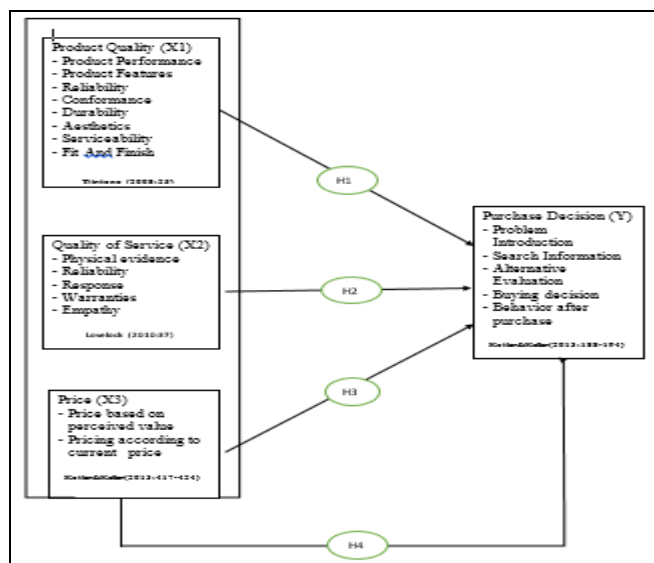 Product Quality (X1)
- Product Performance
- Product Features
- Reliability
- Conformance
- Durability
- Aesthetics
- Serviceability
- Fit And Finish
H1
Quality of Service (X2)
- Physical evidence
- Reliability
- Response
- Warranties
- Empathy
Lovelock (2010:87)
H2
Price (X3)
- Price based on
perceived value
- Pricing according to
current price
H3
Purchase Decision (Y)
- Problem
Introduction
- Search Information
- Alternative
Evaluation
- Buying decision
- Behavior after
purchase
H4